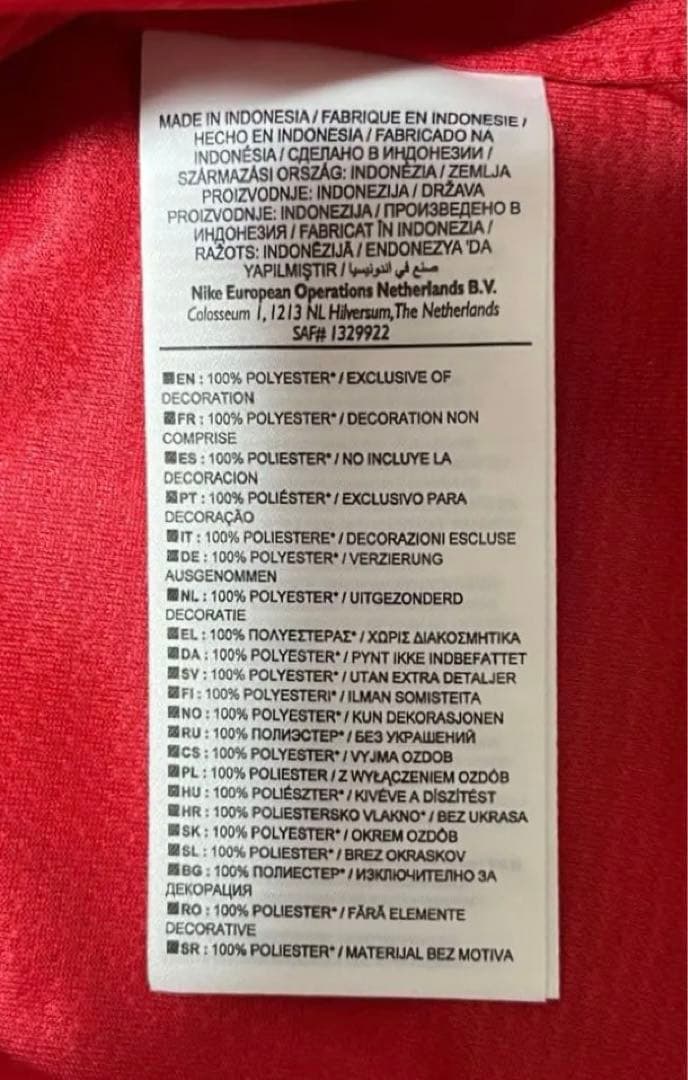 MADE IN INDONESIA / FABRIQUE EN INDONESIE /
HECHO EN INDONESIA / FABRICADO NA
INDONÉSIA / СДЕЛАНО В ИНДОНЕЗИИ /
SZÁRMAZÁSI ORSZÁG: INDONÉZIA / ZEMLJA
PROIZVODNJE: INDONEZIJA / DRŽAVA
PROIZVODNJE: INDONEZIJA / ПРОИЗВЕДЕНО В
ИНДОНЕЗИЯ / FABRICAT ÎN INDONEZIA /
RAŽOTS: INDONĒZIJĀ / ENDONEZYA 'DA
YAPILMIŞTIR / صنع في اندونيسيا
Nike European Operations Netherlands B.V.
Colosseum 1, 1213 NL Hilversum, The Netherlands
SAF# 1329922
EN : 100% POLYESTER* / EXCLUSIVE OF
DECORATION
FR : 100% POLYESTER* / DECORATION NON
COMPRISE
ES : 100% POLIESTER* / NO INCLUYE LA
DECORACION
PT : 100% POLIÉSTER* / EXCLUSIVO PARA
DECORAÇÃO
IT : 100% POLIESTERE* / DECORAZIONI ESCLUSE
DE : 100% POLYESTER* / VERZIERUNG
AUSGENOMMEN
NL : 100% POLYESTER* / UITGEZONDERD
DECORATIE
EL : 100% ΠΟΛΥΕΣΤΕΡΑΣ* / ΧΩΡΙΣ ΔΙΑΚΟΣΜΗΤΙΚΑ
DA : 100% POLYESTER* / PYNT IKKE INDBEFATTET
SV : 100% POLYESTER* / UTAN EXTRA DETALJER
FI : 100% POLYESTERI* / ILMAN SOMISTEITA
NO : 100% POLYESTER* / KUN DEKORASJONEN
RU : 100% ПОЛИЭСТЕР* / БЕЗ УКРАШЕНИЙ
CS : 100% POLYESTER* / VYJMA OZDOB
PL : 100% POLIESTER / Z WYŁĄCZENIEM OZDÓB
HU : 100% POLIÉSZTER* / KIVÉVE A DÍSZÍTÉST
HR : 100% POLIESTERSKO VLAKNO* / BEZ UKRASA
SK : 100% POLYESTER* / OKREM OZDÔB
SL : 100% POLIESTER* / BREZ OKRASKOV
BG : 100% ПОЛИЕСТЕР* / ИЗКЛЮЧИТЕЛНО ЗА
ДЕКОРАЦИЯ
RO : 100% POLIESTER* / FĂRĂ ELEMENTE
DECORATIVE
SR : 100% POLIESTER* / MATERIJAL BEZ MOTIVA